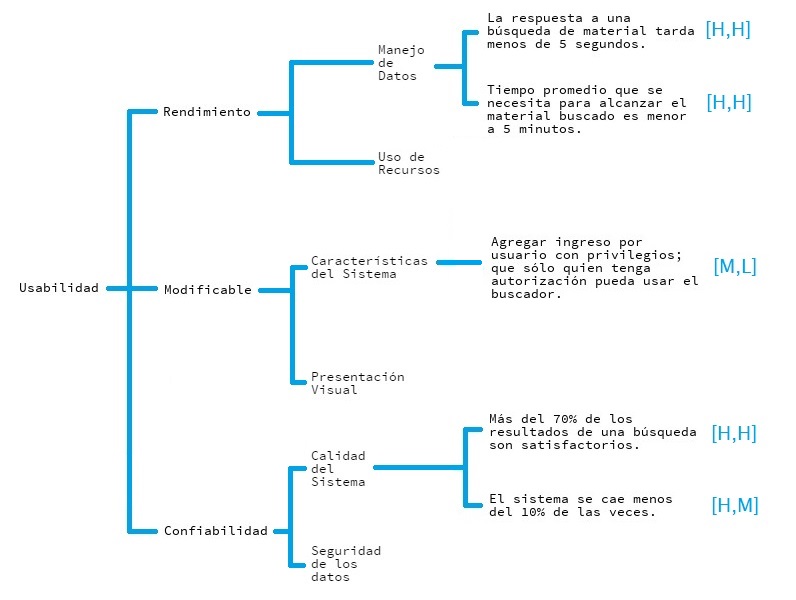 La respuesta a una
búsqueda de material tarda
menos de 5 segundos.
[H,H]
Manejo
de
Datos
Tiempo promedio que se
necesita para alcanzar el
material buscado es menor
a 5 minutos.
[H,H]
Rendimiento
Uso de
Recursos
Agregar ingreso por
usuario con privilegios;
que sólo quien tenga
autorización pueda usar el
buscador.
[M,L]
Características
del Sistema
Usabilidad
Modificable
Presentación
Visual
Más del 70% de los
resultados de una búsqueda
son satisfactorios.
[H,H]
Calidad
del
Sistema
El sistema se cae menos
del 10% de las veces.
[H,M]
Confiabilidad
Seguridad
de los
datos